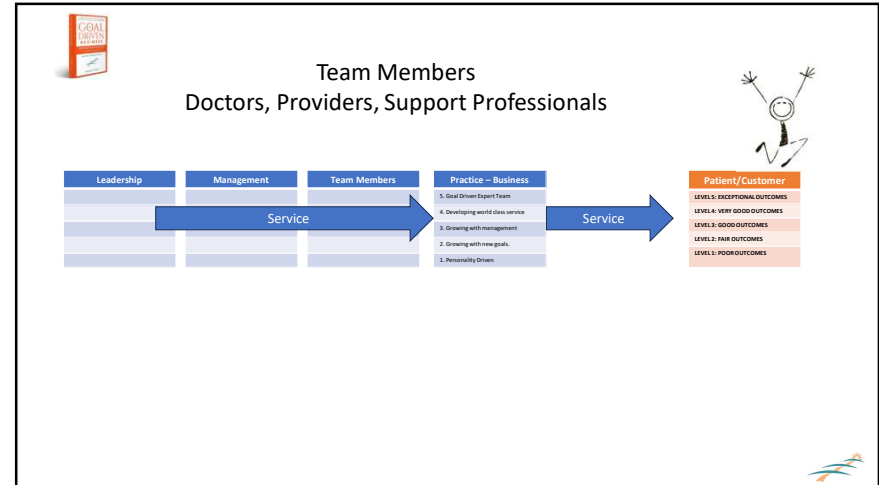 GOAL
DRIVEN
BUSINESS
Team Members
Doctors, Providers, Support Professionals
Leadership
Management
Team Members
Practice – Business
5. Goal Driven Expert Team
4. Developing world class service
3. Growing with management
2. Growing with new goals.
1. Personality Driven
Service
Service
Patient/Customer
LEVEL 5: EXCEPTIONAL OUTCOMES
LEVEL 4: VERY GOOD OUTCOMES
LEVEL 3: GOOD OUTCOMES
LEVEL 2: FAIR OUTCOMES
LEVEL 1: POOR OUTCOMES